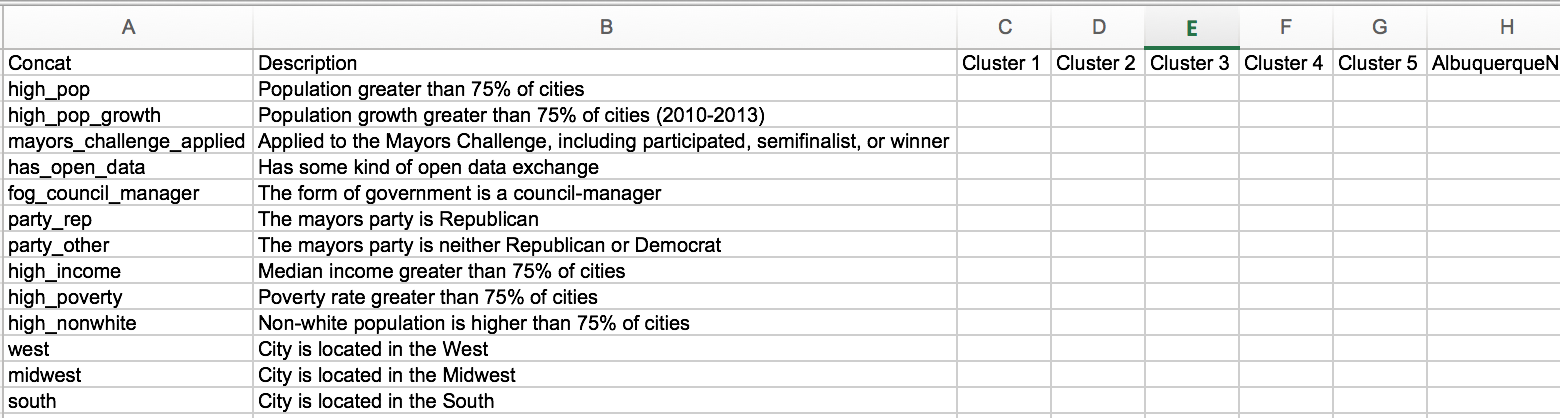 A B C D E F G H
Concat Description Cluster 1 Cluster 2 Cluster 3 Cluster 4 Cluster 5 AlbuquerqueN
high_pop Population greater than 75% of cities
high_pop_growth Population growth greater than 75% of cities (2010-2013)
mayors_challenge_applied Applied to the Mayors Challenge, including participated, semifinalist, or winner
has_open_data Has some kind of open data exchange
fog_council_manager The form of government is a council-manager
party_rep The mayors party is Republican
party_other The mayors party is neither Republican or Democrat
high_income Median income greater than 75% of cities
high_poverty Poverty rate greater than 75% of cities
high_nonwhite Non-white population is higher than 75% of cities
west City is located in the West
midwest City is located in the Midwest
south City is located in the South